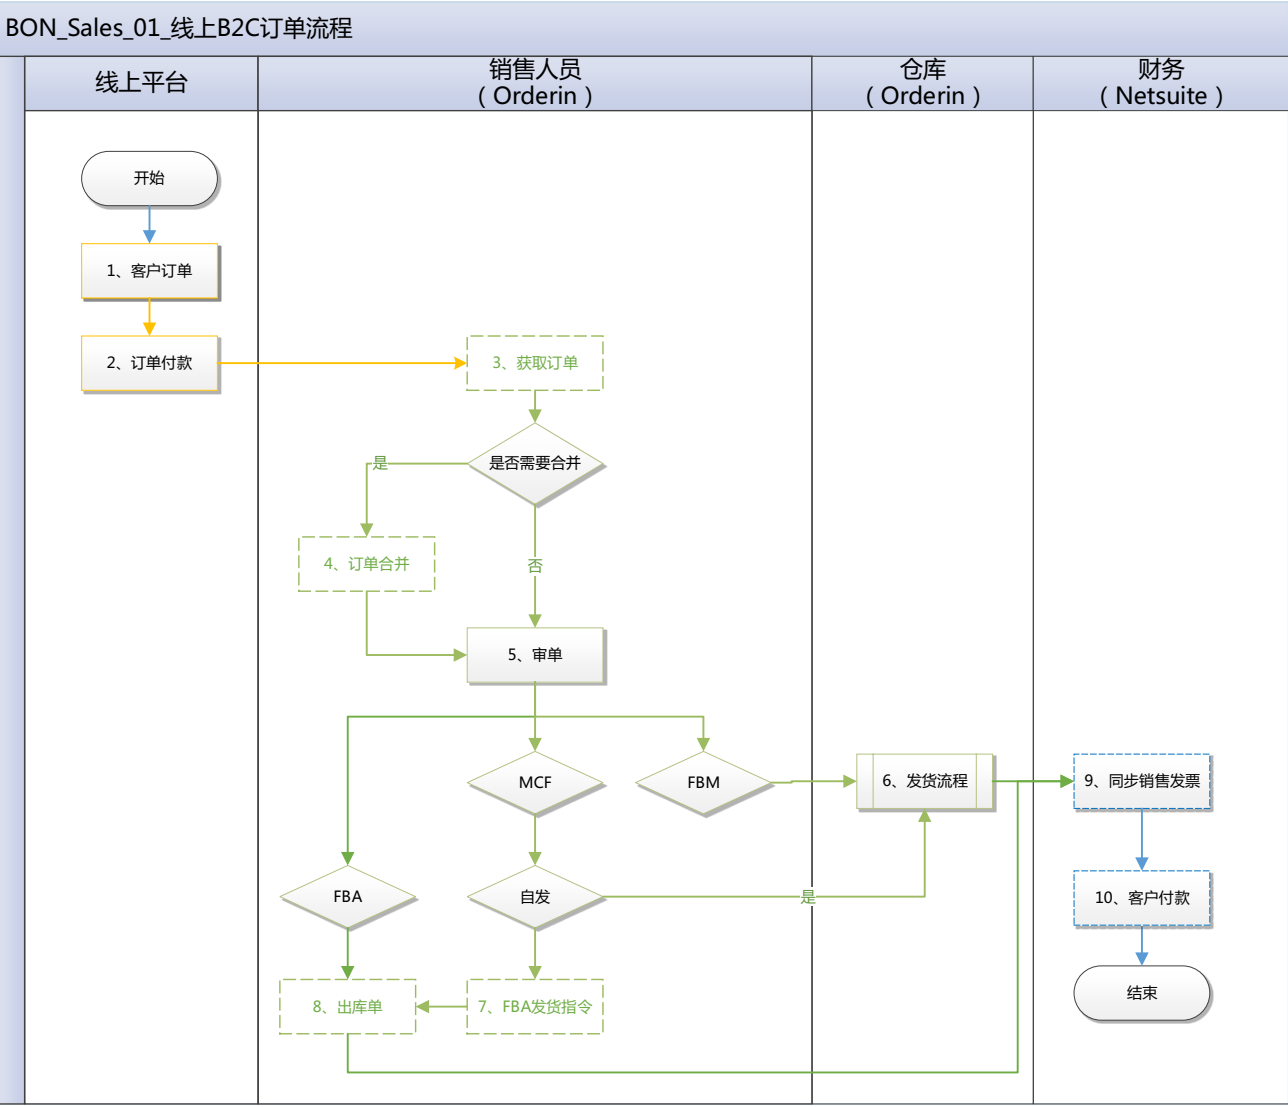 BON_Sales_01_线上B2C订单流程
线上平台
销售人员
（Orderin）
仓库
（Orderin）
财务
（Netsuite）
开始
1、客户订单
2、订单付款
3、获取订单
是否需要合并
是
4、订单合并
否
5、审单
MCF
FBM
6、发货流程
9、同步销售发票
FBA
自发
是
10、客户付款
8、出库单
7、FBA发货指令
结束